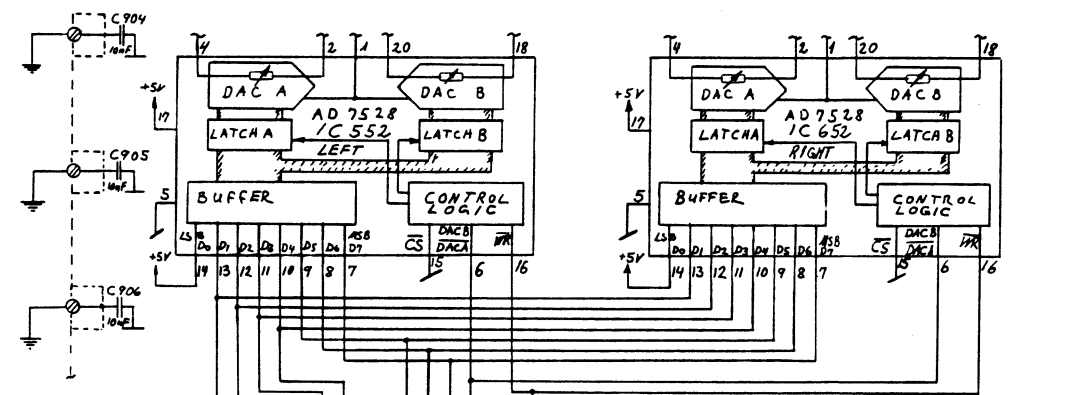 C904
10nF
C905
10nF
C906
10nF
4 2 1 20 18
DAC A DAC B
+5V
17
AD 7528
IC 552
LATCH A LATCH B
LEFT
5
BUFFER
CONTROL
LOGIC
LSB MSB
D0 D1 D2 D3 D4 D5 D6 D7
CS DACB
DACA WR
+5V
14 13 12 11 10 9 8 7 15 6 16
4 2 1 20 18
DAC A DAC B
+5V
17
AD 7528
IC 652
LATCH A LATCH B
RIGHT
5
BUFFER
CONTROL
LOGIC
LSB MSB
D0 D1 D2 D3 D4 D5 D6 D7
CS DACB
DACA WR
+5V
14 13 12 11 10 9 8 7 15 6 16